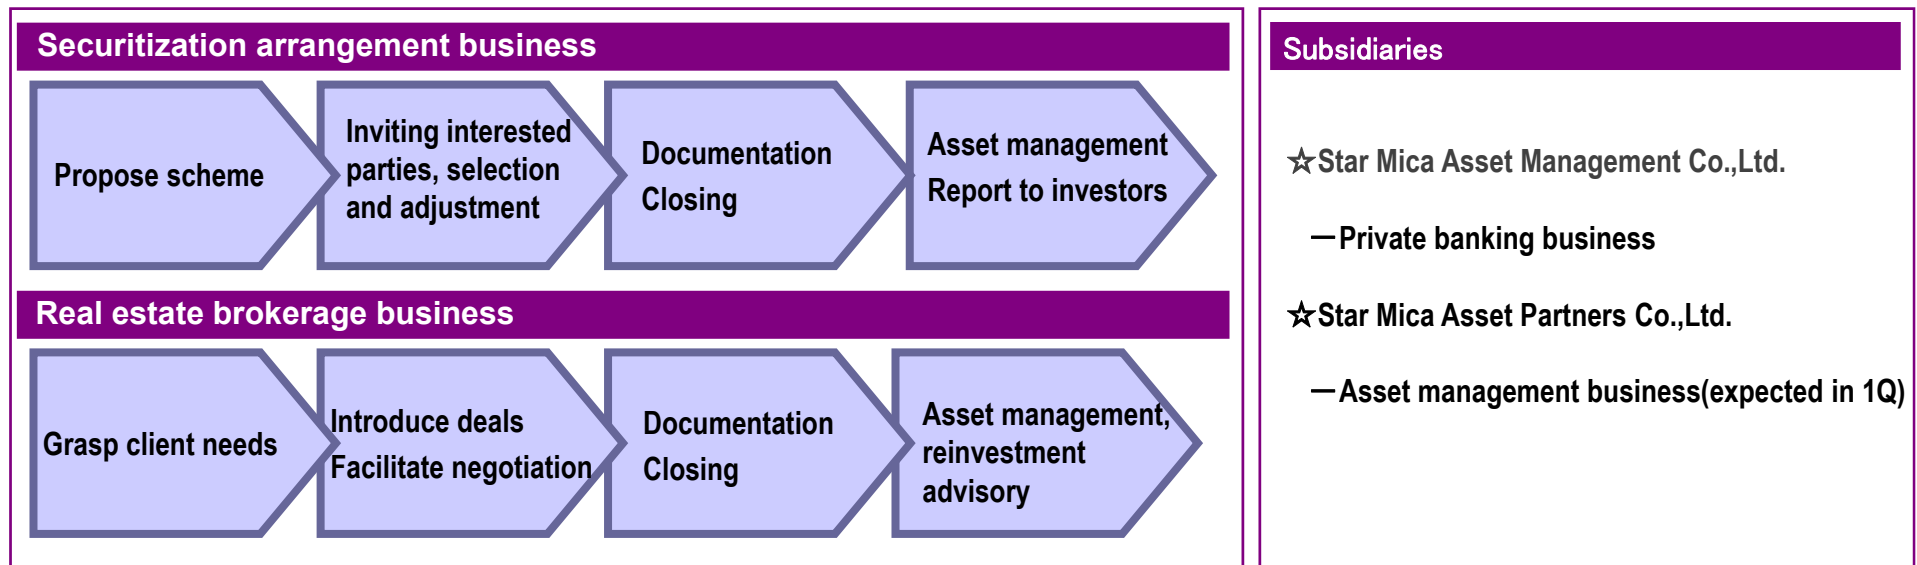 Securitization arrangement business
Propose scheme
Inviting interested
parties, selection
and adjustment
Documentation
Closing
Asset management
Report to investors
Real estate brokerage business
Grasp client needs
Introduce deals
Facilitate negotiation
Documentation
Closing
Asset management,
reinvestment
advisory
Subsidiaries
☆Star Mica Asset Management Co.,Ltd.
－Private banking business
☆Star Mica Asset Partners Co.,Ltd.
－Asset management business(expected in 1Q)